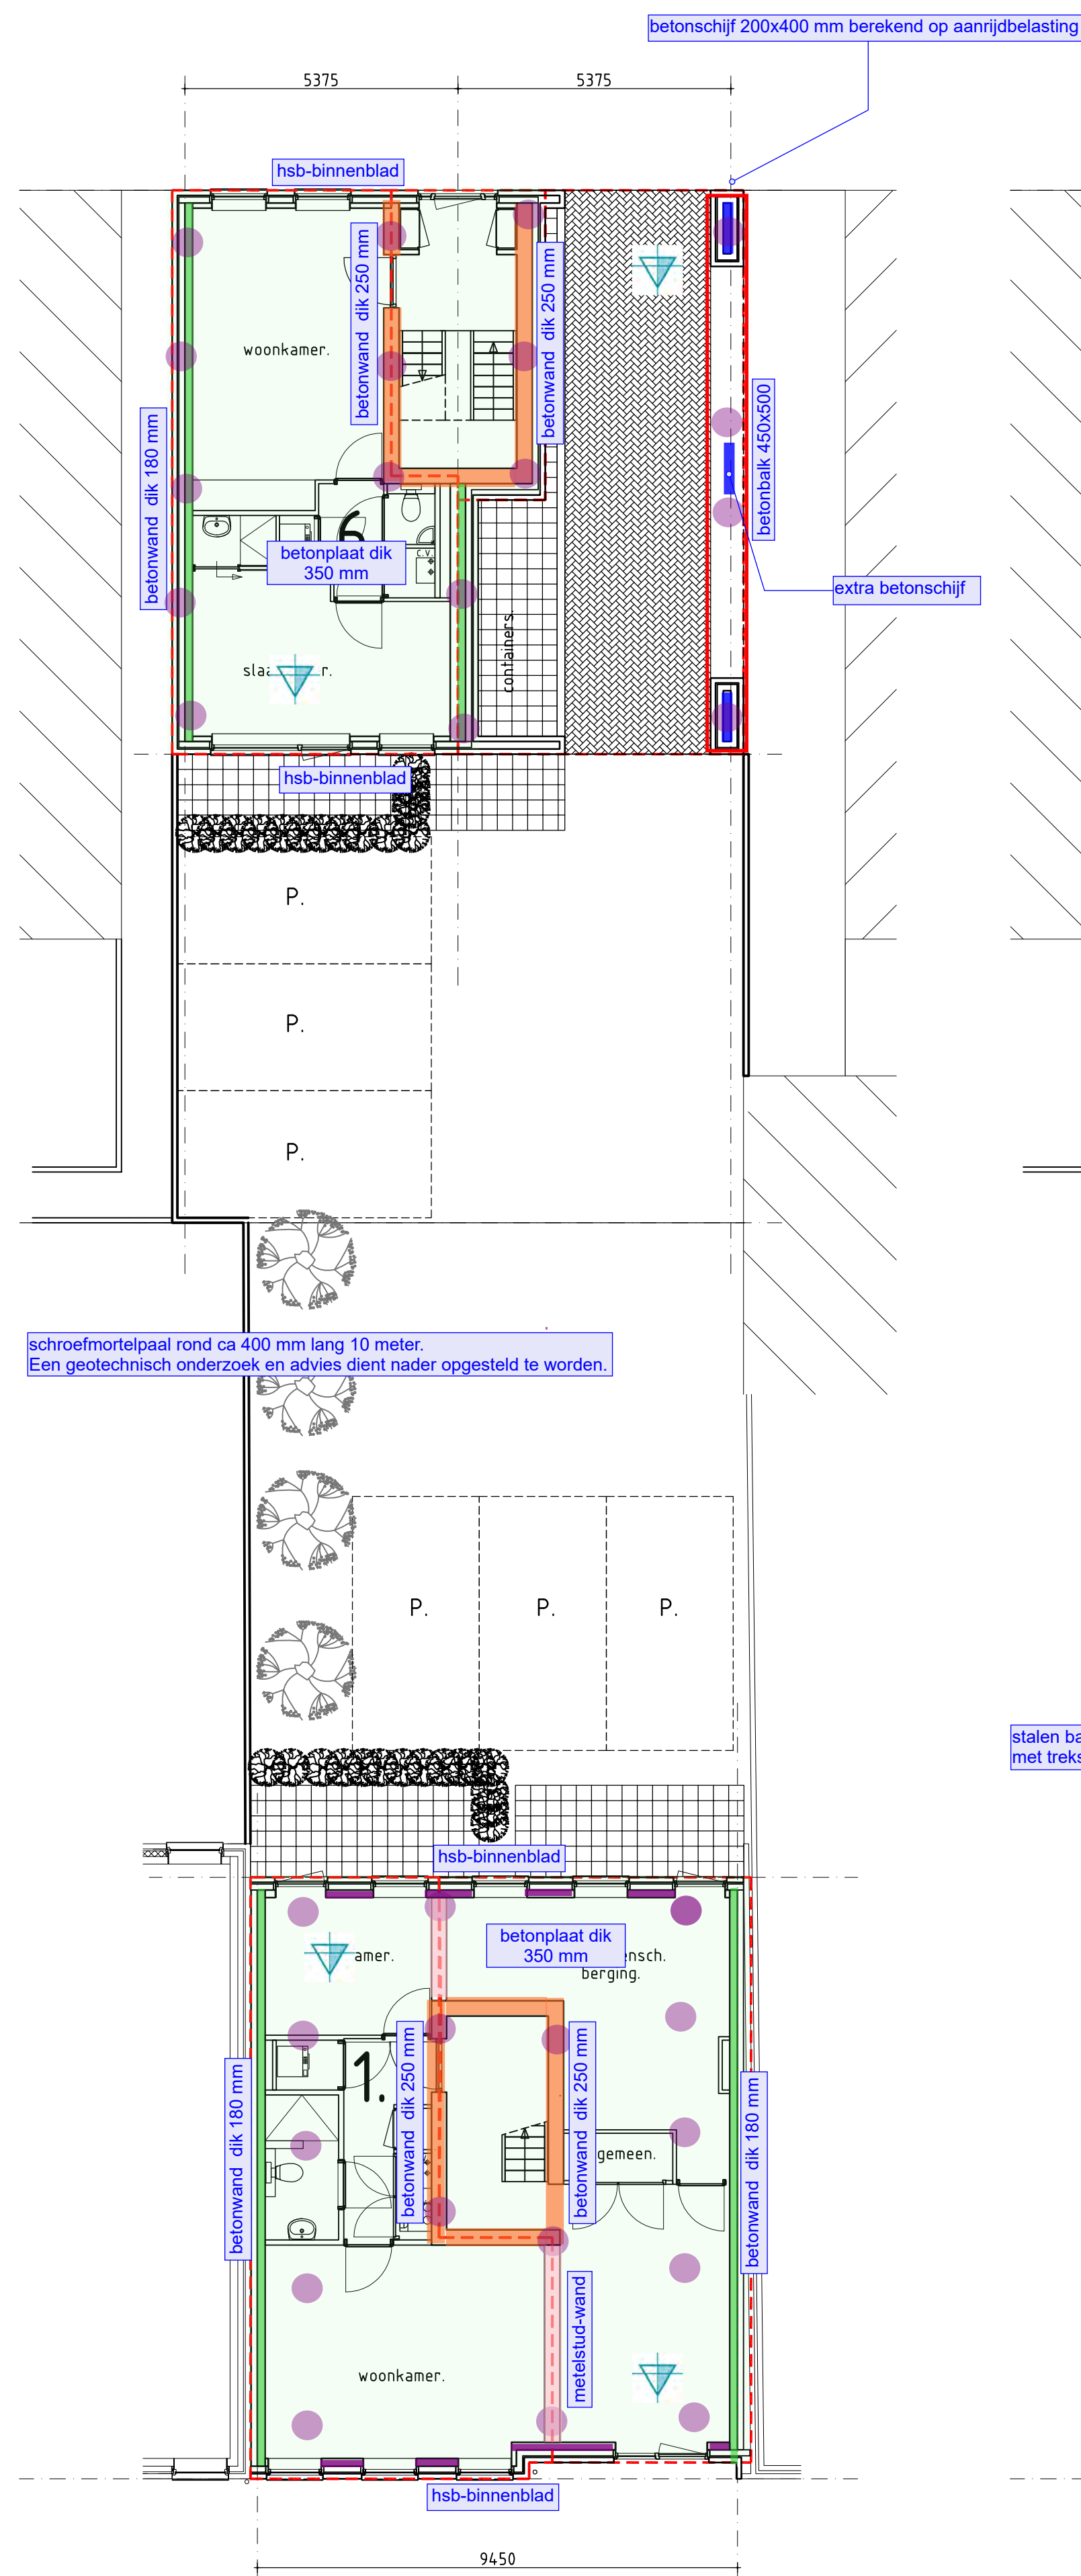 betonschijf 200x400 mm berekend op aanrijdbelasting
5375
5375
hsb-binnenblad
betonwand dik 250 mm
betonwand dik 250 mm
woonkamer.
betonwand dik 180 mm
betonbalk 450x500
betonplaat dik
350 mm
c.v.
extra betonschijf
containers.
hsb-binnenblad
P.
P.
P.
schroefmortelpaal rond ca 400 mm lang 10 meter.
Een geotechnisch onderzoek en advies dient nader opgesteld te worden.
P.
P.
P.
stalen ba
met treks
hsb-binnenblad
betonplaat dik
350 mm
amer.
ensch.
berging.
betonwand dik 250 mm
betonwand dik 250 mm
1.
betonwand dik 180 mm
betonwand dik 180 mm
gemeen.
metelstud-wand
woonkamer.
hsb-binnenblad
9450